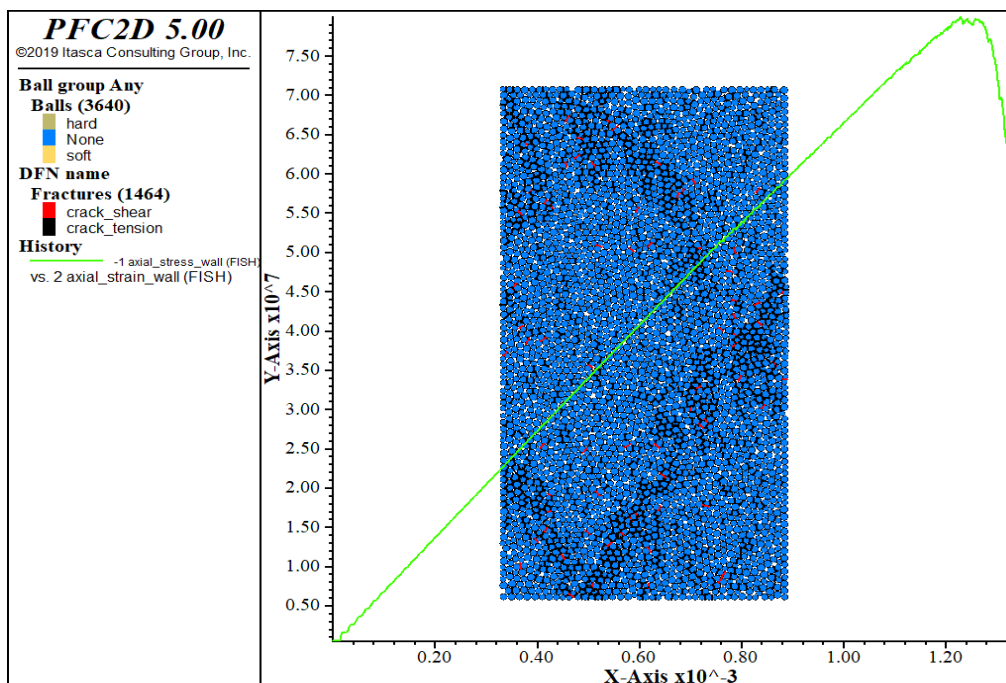 PFC2D 5.00
©2019 Itasca Consulting Group, Inc.
Ball group Any
Balls (3640)
hard
None
soft
DFN name
Fractures (1464)
crack_shear
crack_tension
History
-1 axial_stress_wall (FISH)
vs. 2 axial_strain_wall (FISH)
Y-Axis x10^7
7.50
7.00
6.50
6.00
5.50
5.00
4.50
4.00
3.50
3.00
2.50
2.00
1.50
1.00
0.50
0.20
0.40
0.60
0.80
1.00
1.20
X-Axis x10^-3